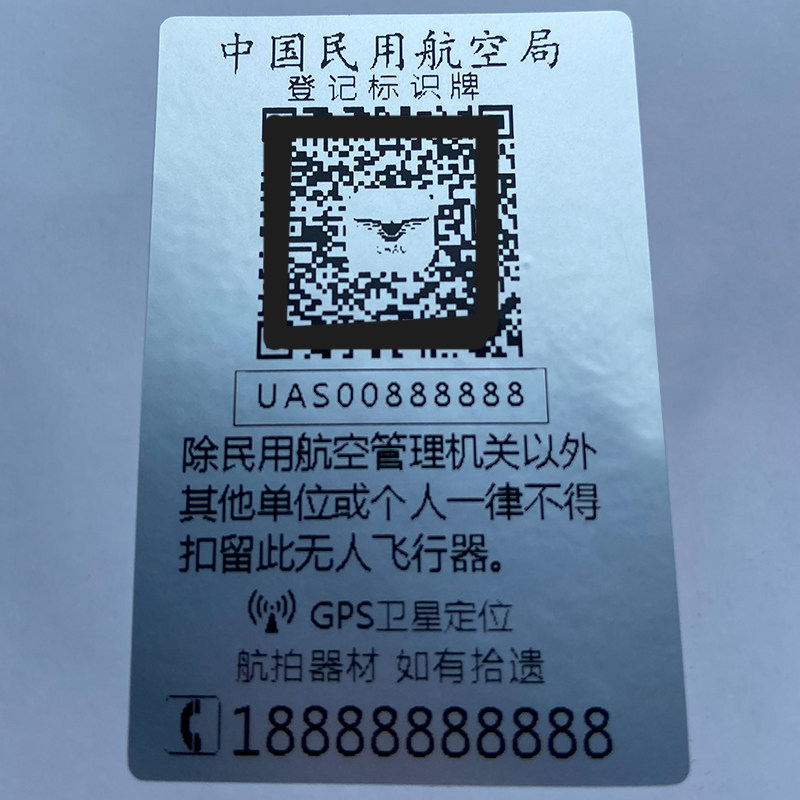 中国民用航空局
登记标识牌
UAS00888888
除民用航空管理机关以外
其他单位或个人一律不得
扣留此无人飞行器。
GPS卫星定位
航拍器材 如有拾遗
18888888888